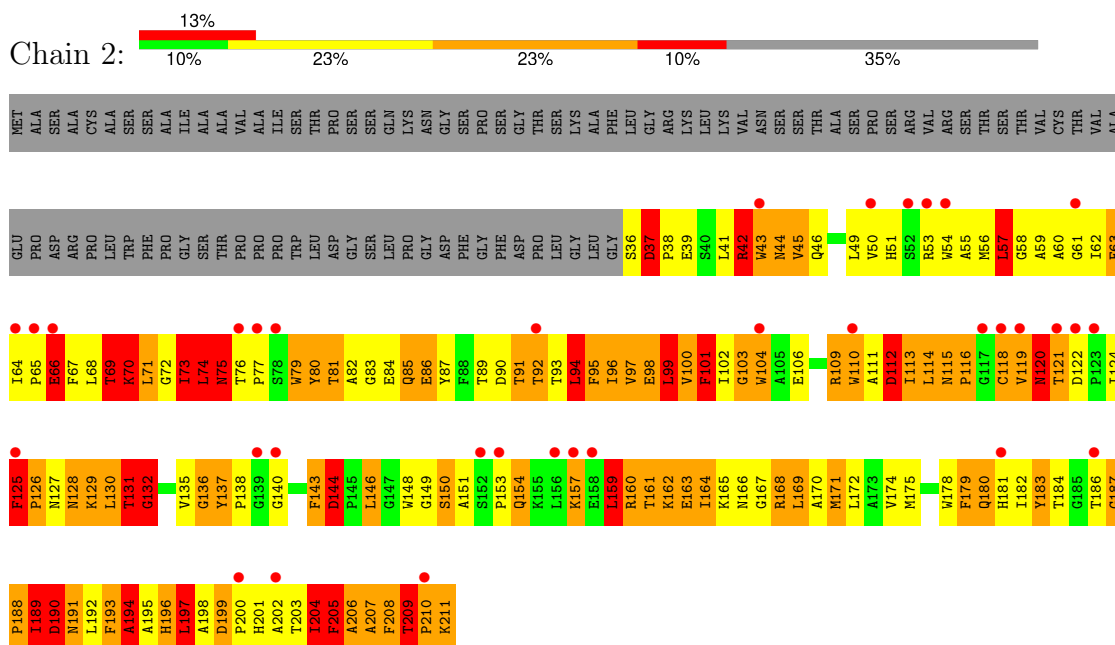 13%
Chain 2: 10% 23% 23% 10% 35%
MET ALA SER ALA CYS ALA SER SER ALA ILE ALA ALA VAL ALA ILE SER THR PRO SER SER GLN LYS ASN GLY SER PRO SER GLY THR SER LYS ALA PHE LEU GLY ARG LYS LEU LYS VAL ASN SER SER THR ALA SER PRO SER ARG VAL ARG SER THR SER THR VAL CYS THR VAL ALA
GLU PRO ASP ARG PRO LEU TRP PHE PRO GLY SER THR PRO PRO PRO TRP LEU ASP GLY SER LEU PRO GLY ASP PHE GLY PHE ASP PRO LEU GLY LEU GLY S36 D37 P38 E39 S40 L41 R42 W43 N44 V45 Q46 L49 V50 H51 S52 R53 W54 A55 M56 L57 G58 A59 A60 G61 I62 F63
I64 P65 E66 F67 L68 T69 K70 L71 G72 I73 L74 N75 T76 P77 S78 W79 Y80 T81 A82 G83 E84 Q85 E86 Y87 F88 T89 D90 T91 T92 T93 L94 F95 I96 V97 E98 L99 V100 F101 I102 G103 W104 A105 E106 R109 W110 A111 D112 I113 L114 N115 P116 G117 C118 V119 N120 T121 D122 P123 I124
F125 P126 N127 N128 K129 L130 T131 G132 V135 G136 Y137 P138 G139 G140 F143 D144 P145 L146 G147 W148 G149 S150 A151 S152 P153 Q154 K155 L156 K157 E158 L159 R160 T161 K162 E163 I164 K165 N166 G167 R168 L169 A170 M171 L172 A173 V174 M175 W178 F179 Q180 H181 I182 Y183 T184 G185 T186 G187
P188 I189 D190 N191 L192 F193 A194 A195 H196 L197 A198 D199 P200 H201 A202 T203 I204 F205 A206 A207 F208 T209 P210 K211